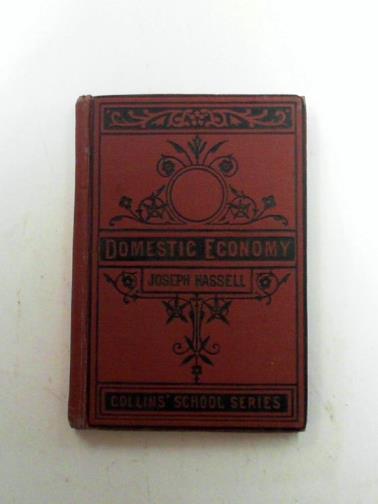 DOMESTIC ECONOMY
JOSEPH HASSELL
COLLINS' SCHOOL SERIES